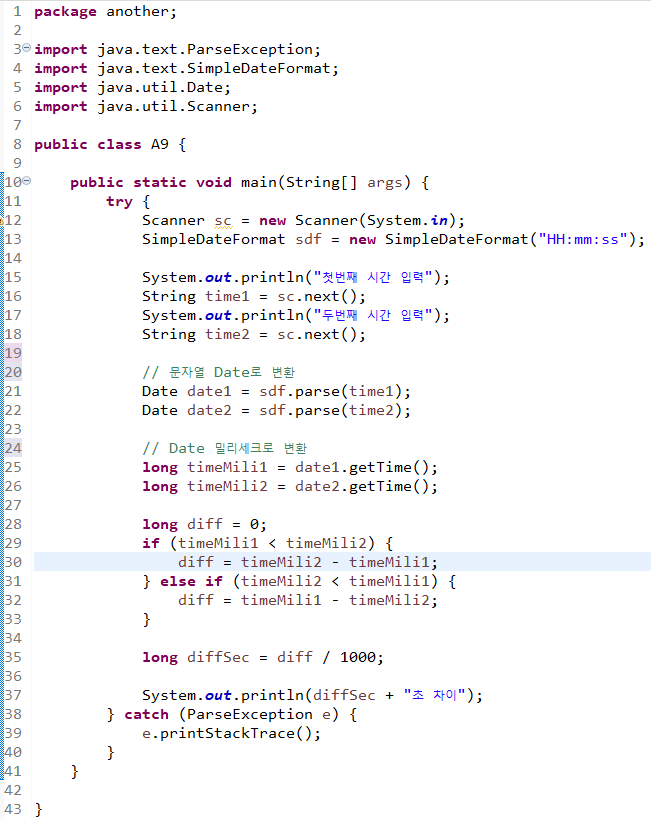 1 package another;
2
3 import java.text.ParseException;
4 import java.text.SimpleDateFormat;
5 import java.util.Date;
6 import java.util.Scanner;
7
8 public class A9 {
9
10     public static void main(String[] args) {
11         try {
12             Scanner sc = new Scanner(System.in);
13             SimpleDateFormat sdf = new SimpleDateFormat("HH:mm:ss");
14
15             System.out.println("첫번째 시간 입력");
16             String time1 = sc.next();
17             System.out.println("두번째 시간 입력");
18             String time2 = sc.next();
19
20             // 문자열 Date로 변환
21             Date date1 = sdf.parse(time1);
22             Date date2 = sdf.parse(time2);
23
24             // Date 밀리세크로 변환
25             long timeMili1 = date1.getTime();
26             long timeMili2 = date2.getTime();
27
28             long diff = 0;
29             if (timeMili1 < timeMili2) {
30                 diff = timeMili2 - timeMili1;
31             } else if (timeMili2 < timeMili1) {
32                 diff = timeMili1 - timeMili2;
33             }
34
35             long diffSec = diff / 1000;
36
37             System.out.println(diffSec + "초 차이");
38         } catch (ParseException e) {
39             e.printStackTrace();
40         }
41     }
42
43 }